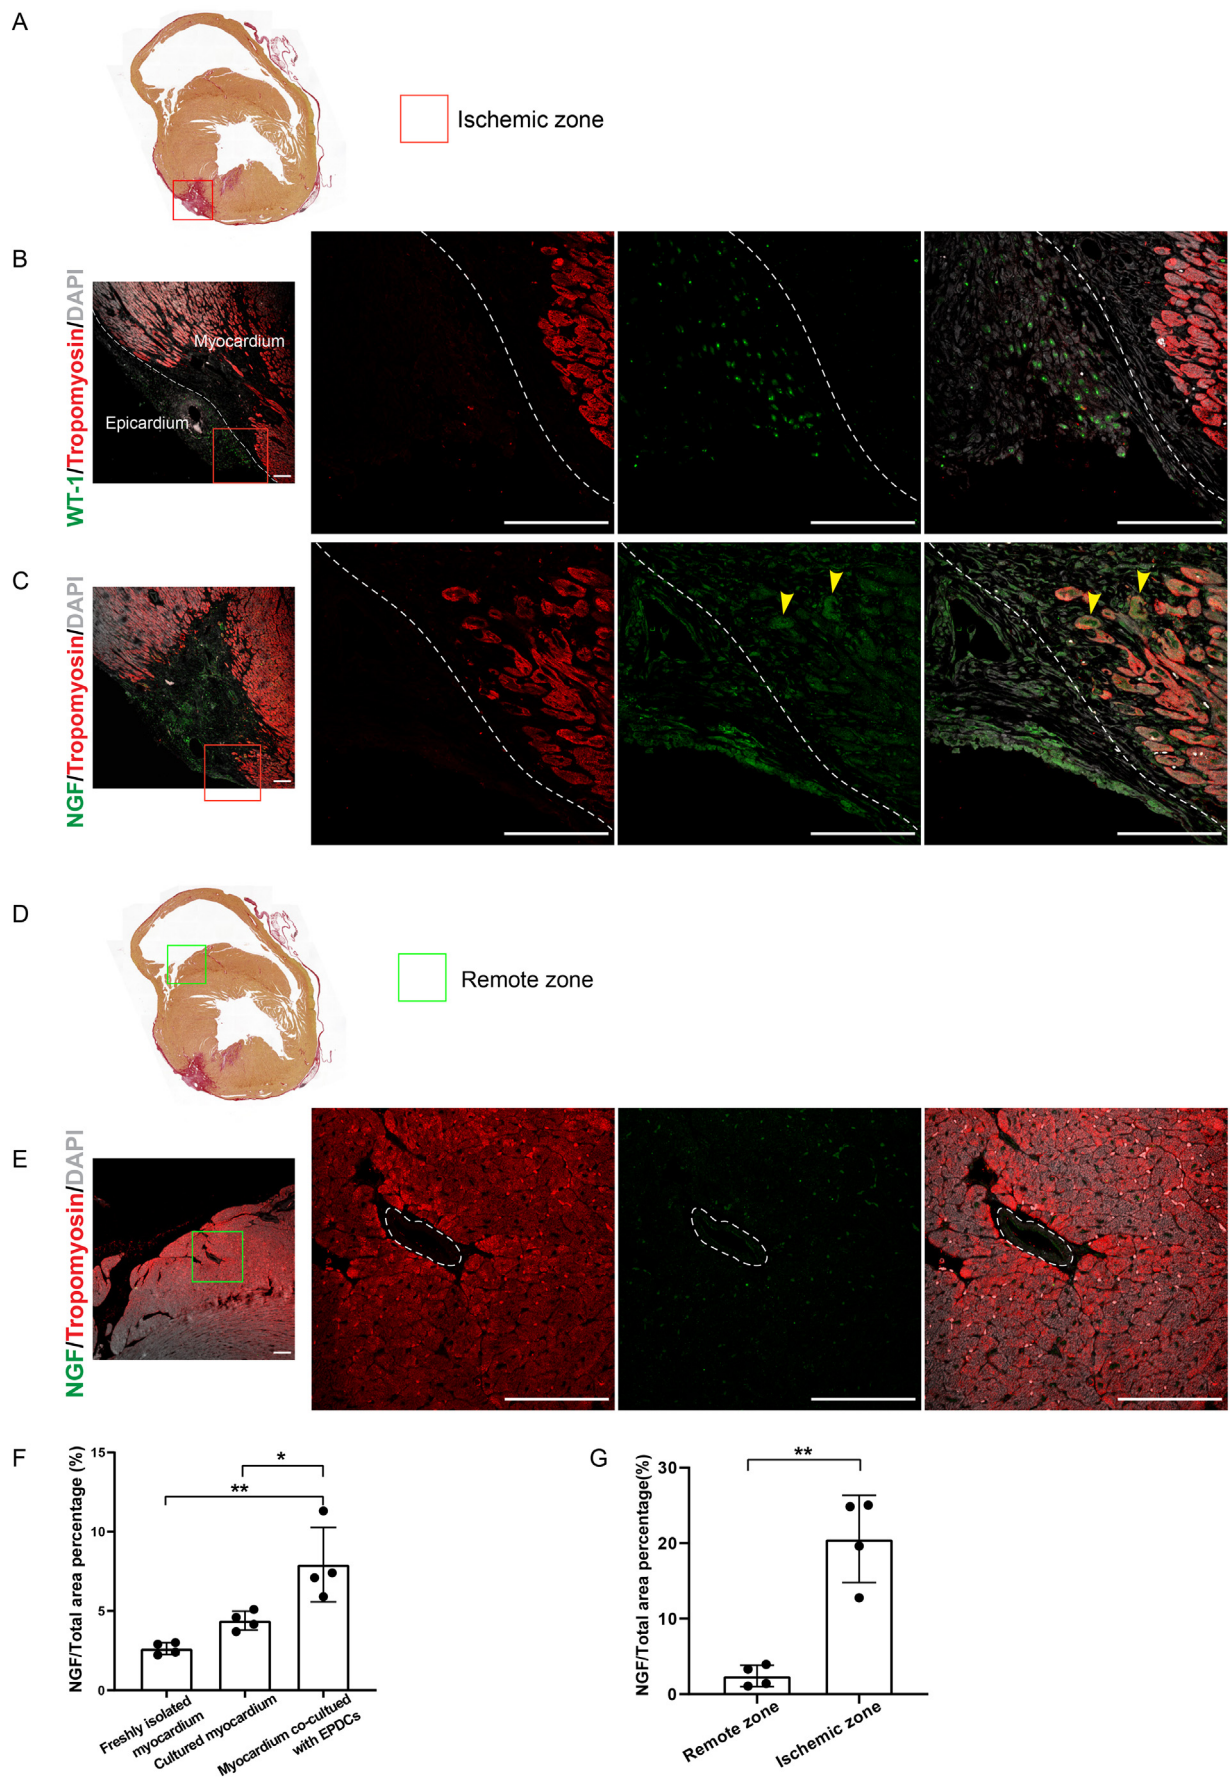 A
Ischemic zone
B
WT-1/Tropomyosin/DAPI
Myocardium
Epicardium
C
NGF/Tropomyosin/DAPI
D
Remote zone
E
NGF/Tropomyosin/DAPI
F
NGF/Total area percentage (%)
15
10
5
0
*
**
Freshly isolated
myocardium
Cultured myocardium
Myocardium co-cultued
with EPDCs
G
NGF/Total area percentage(%)
30
20
10
0
**
Remote zone
Ischemic zone